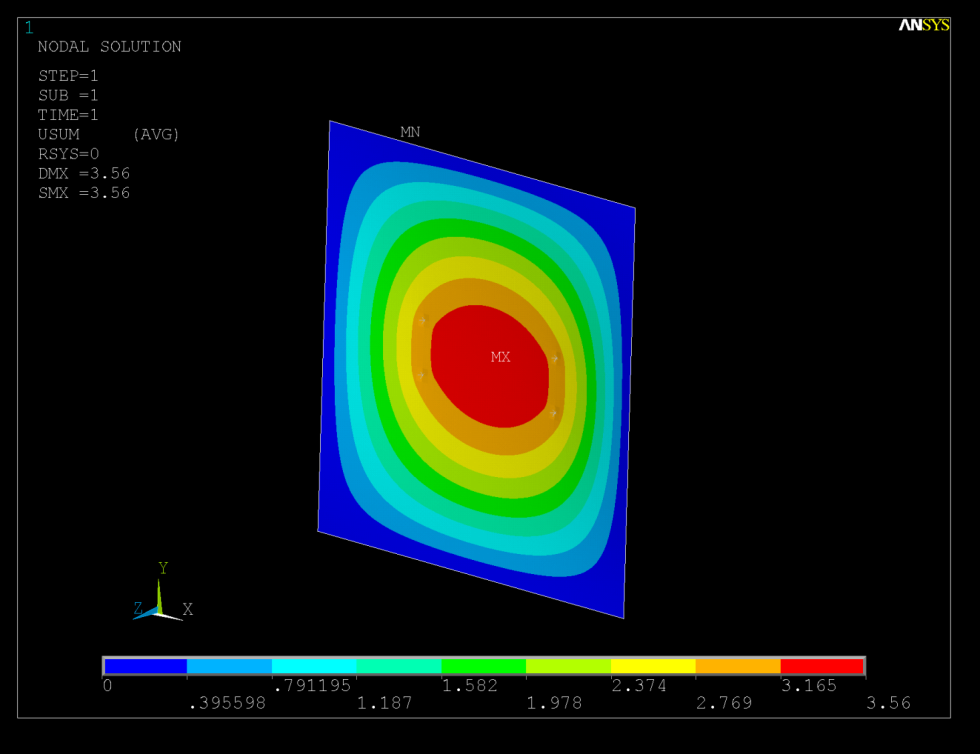 1
ANSYS
NODAL SOLUTION
STEP=1
SUB =1
TIME=1
USUM (AVG)
RSYS=0
DMX =3.56
SMX =3.56
MN
MX
Y
Z X
0 .791195 1.582 2.374 3.165
.395598 1.187 1.978 2.769 3.56